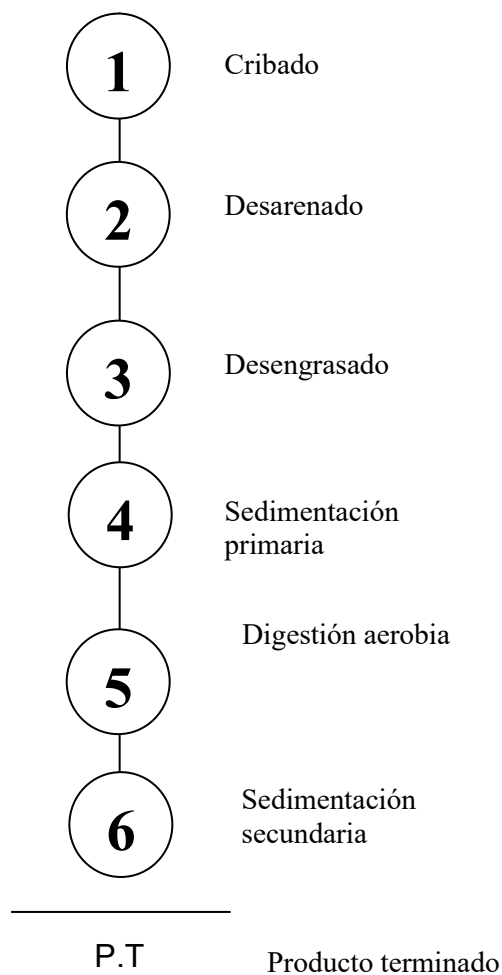 1 Cribado
2 Desarenado
3 Desengrasado
4 Sedimentación
primaria
5 Digestión aerobia
6 Sedimentación
secundaria
P.T Producto terminado